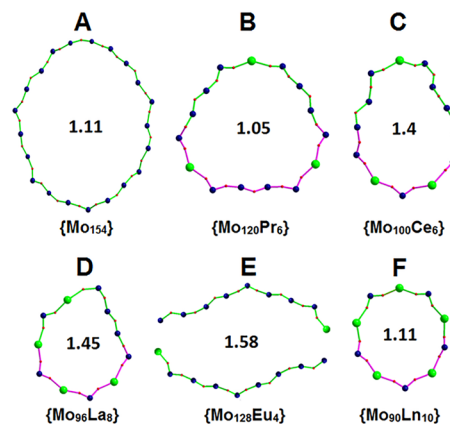 A B C
1.11 1.05 1.4
{Mo₁₅₄} {Mo₁₂₀Pr₆} {Mo₁₀₀Ce₆}
D E F
1.45 1.58 1.11
{Mo₉₆La₈} {Mo₁₂₈Eu₄} {Mo₉₀Ln₁₀}